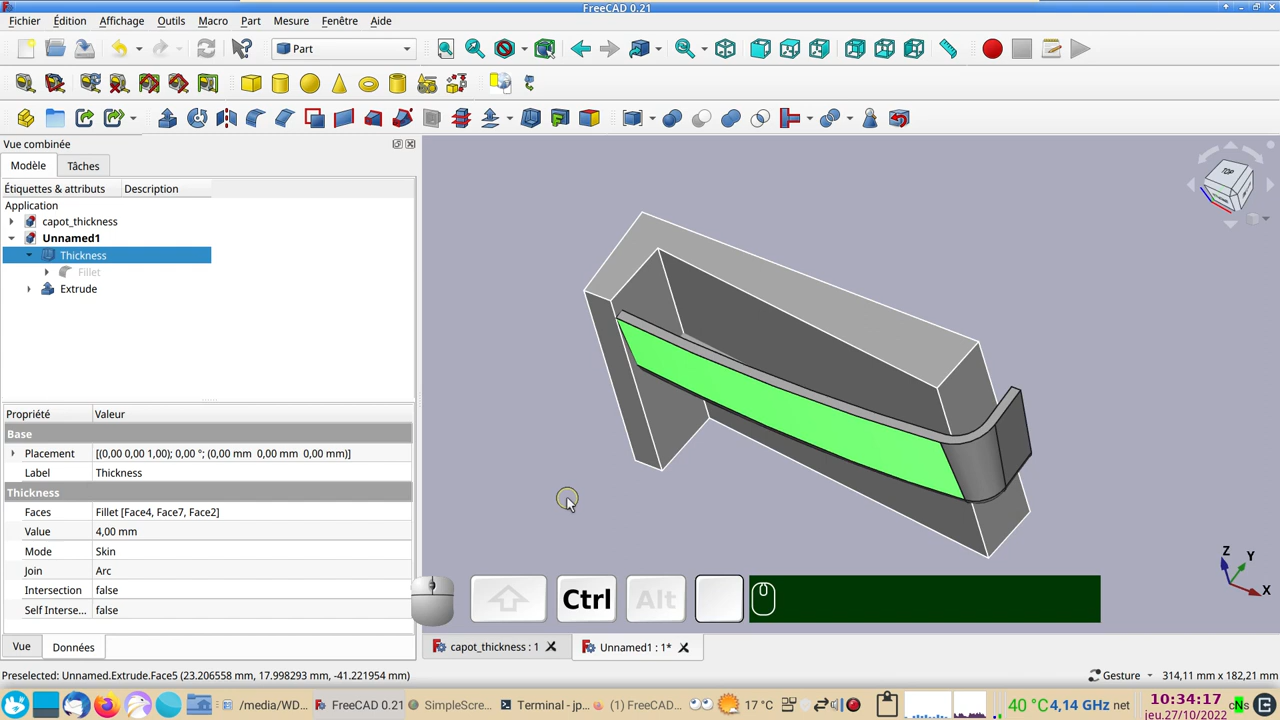 FreeCAD 0.21
Fichier Édition Affichage Outils Macro Part Mesure Fenêtre Aide
Part
Vue combinée
Modèle Tâches
Étiquettes & attributs Description
Application
capot_thickness
Unnamed1
Thickness
Fillet
Extrude
Propriété Valeur
Base
Placement [(0,00 0,00 1,00); 0,00 °; (0,00 mm 0,00 mm 0,00 mm)]
Label Thickness
Thickness
Faces Fillet [Face4, Face7, Face2]
Value 4,00 mm
Mode Skin
Join Arc
Intersection false
Self Interse... false
Vue Données
TOP
Z Y X
Ctrl Alt
capot_thickness : 1 Unnamed1 : 1*
Preselected: Unnamed.Extrude.Face5 (23.206558 mm, 17.998293 mm, -41.221954 mm) Gesture 314,11 mm x 182,21 mm
/media/WD... FreeCAD 0.21 SimpleScre... Terminal - jp... (1) FreeCAD... 17 °C 40 °C 4,14 GHz net 10:34:17 cNs
jeu.27/10/2022